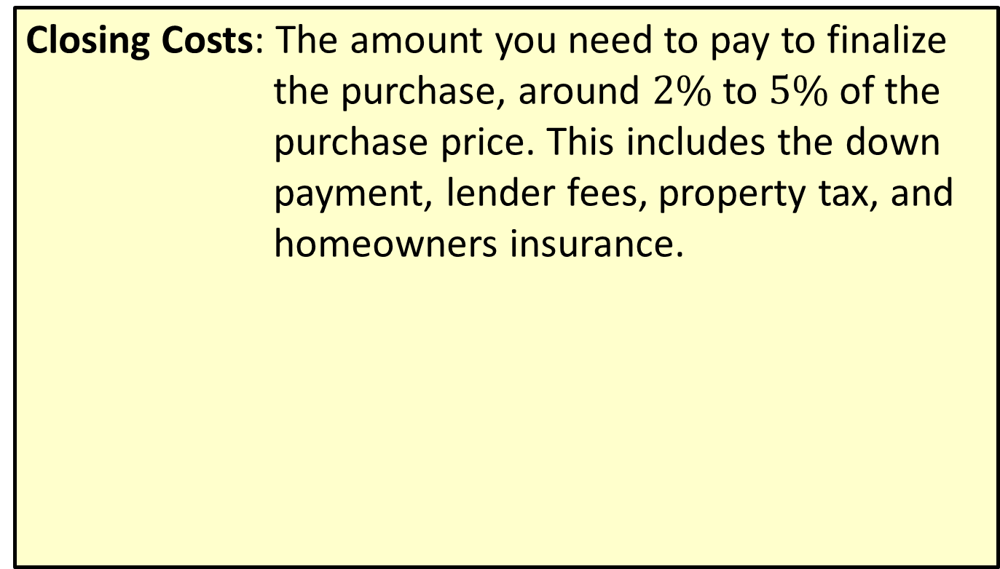 Closing Costs: The amount you need to pay to finalize
the purchase, around 2% to 5% of the
purchase price. This includes the down
payment, lender fees, property tax, and
homeowners insurance.